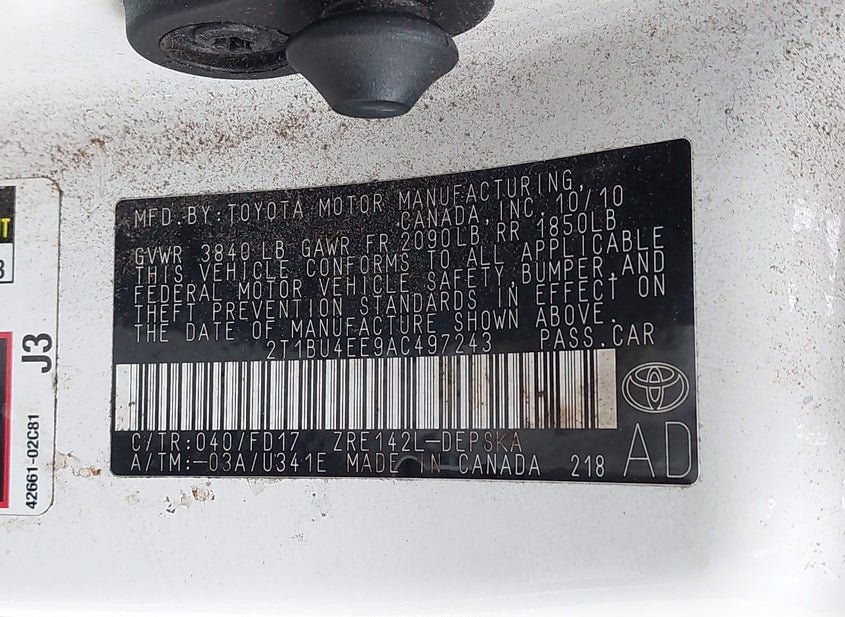 MFD.BY:TOYOTA MOTOR MANUFACTURING,
CANADA,INC.10/10
GVWR 3840 LB GAWR FR 2090LB,RR 1850LB
THIS VEHICLE CONFORMS TO ALL APPLICABLE
FEDERAL MOTOR VEHICLE SAFETY,BUMPER,AND
THEFT PREVENTION STANDARDS IN EFFECT ON
THE DATE OF MANUFACTURE SHOWN ABOVE.
2T1BU4EE9AC497243 PASS.CAR
C/TR:040/FD17 ZRE142L-DEPSKA
A/TM:-03A/U341E MADE IN CANADA 218
AD
J3
42661-02C81